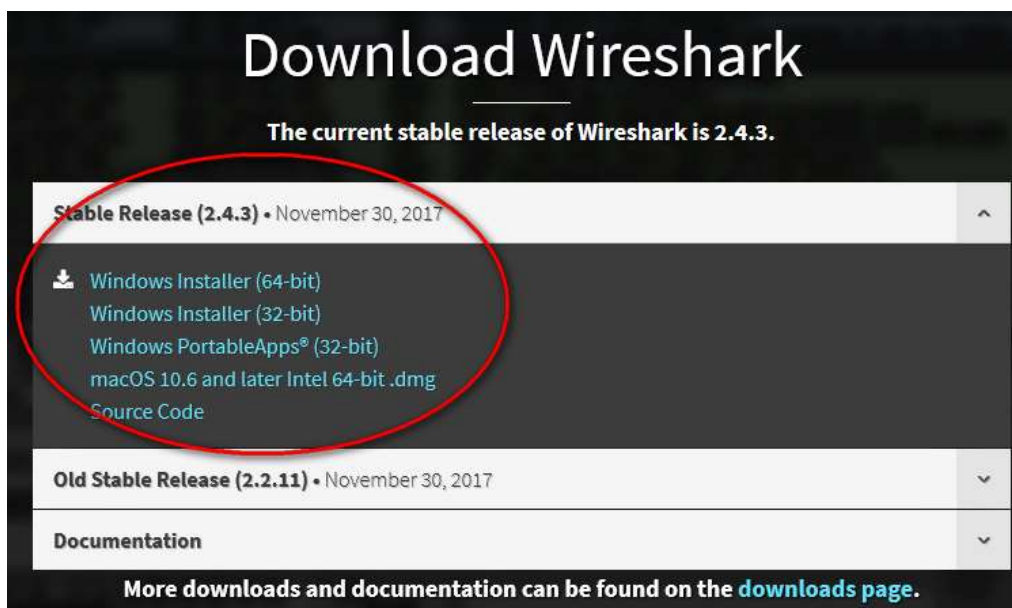 Download Wireshark
The current stable release of Wireshark is 2.4.3.
Stable Release (2.4.3) • November 30, 2017
Windows Installer (64-bit)
Windows Installer (32-bit)
Windows PortableApps® (32-bit)
macOS 10.6 and later Intel 64-bit .dmg
Source Code
Old Stable Release (2.2.11) • November 30, 2017
Documentation
More downloads and documentation can be found on the downloads page.